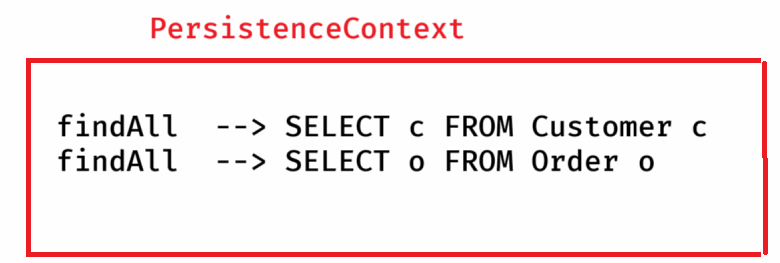 PersistenceContext
findAll --> SELECT c FROM Customer c
findAll --> SELECT o FROM Order o